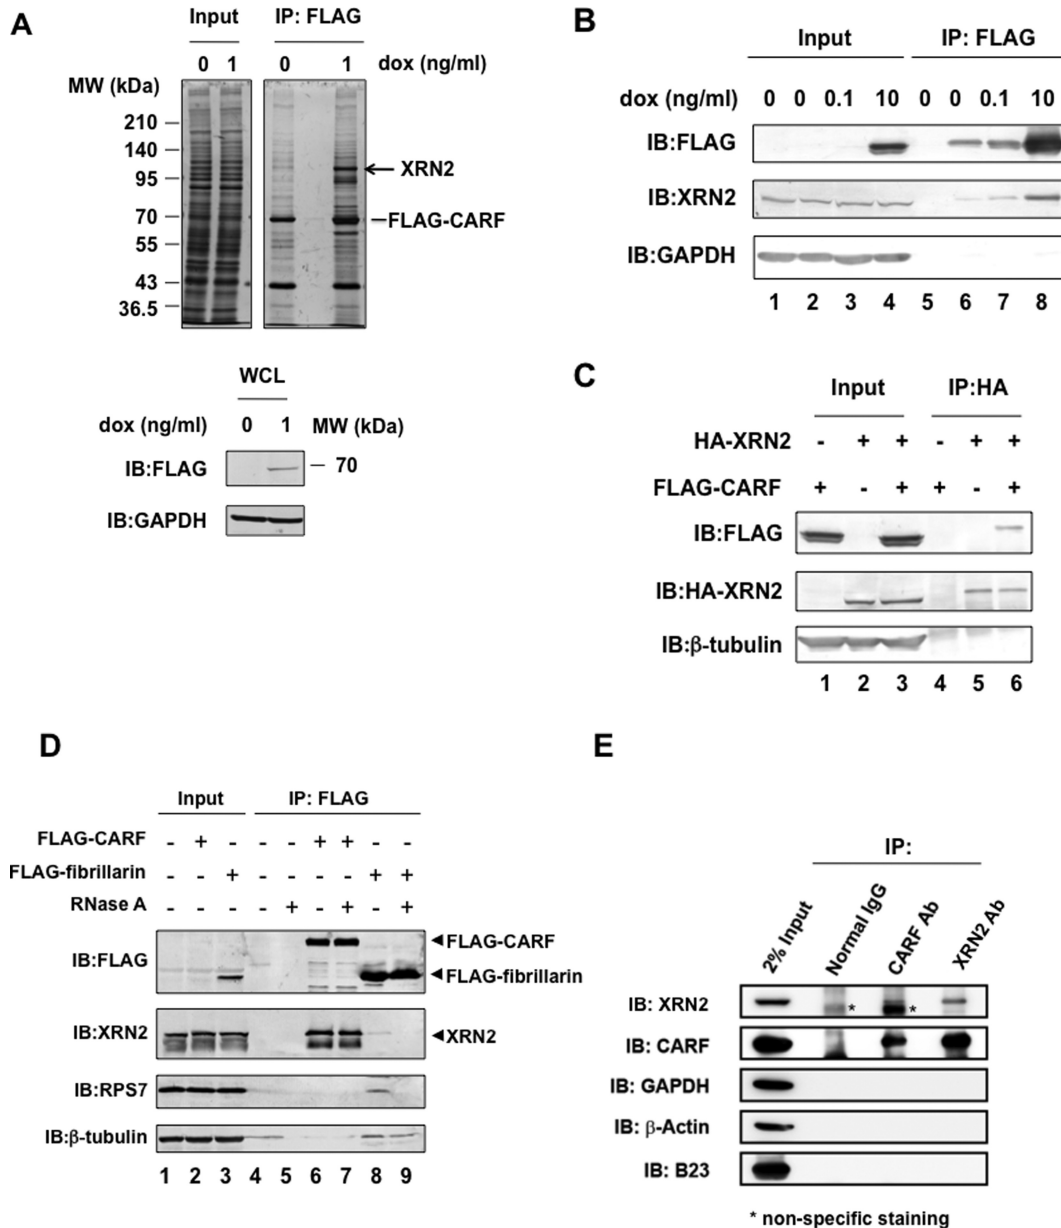 A
Input IP: FLAG
0 1 0 1 dox (ng/ml)
MW (kDa)
210
140
95
70
55
43
36.5
XRN2
FLAG-CARF
WCL
dox (ng/ml) 0 1 MW (kDa)
IB:FLAG 70
IB:GAPDH
B
Input IP: FLAG
dox (ng/ml) 0 0 0.1 10 0 0 0.1 10
IB:FLAG
IB:XRN2
IB:GAPDH
1 2 3 4 5 6 7 8
C
Input IP:HA
HA-XRN2 - + + - + +
FLAG-CARF + - + + - +
IB:FLAG
IB:HA-XRN2
IB:β-tubulin
1 2 3 4 5 6
D
Input IP: FLAG
FLAG-CARF - + - - - + + - -
FLAG-fibrillarin - - + - - - - + +
RNase A - - - - + - + - +
IB:FLAG
FLAG-CARF
FLAG-fibrillarin
IB:XRN2 XRN2
IB:RPS7
IB:β-tubulin
1 2 3 4 5 6 7 8 9
E
IP:
2% Input Normal IgG CARF Ab XRN2 Ab
IB: XRN2 * *
IB: CARF
IB: GAPDH
IB: β-Actin
IB: B23
* non-specific staining